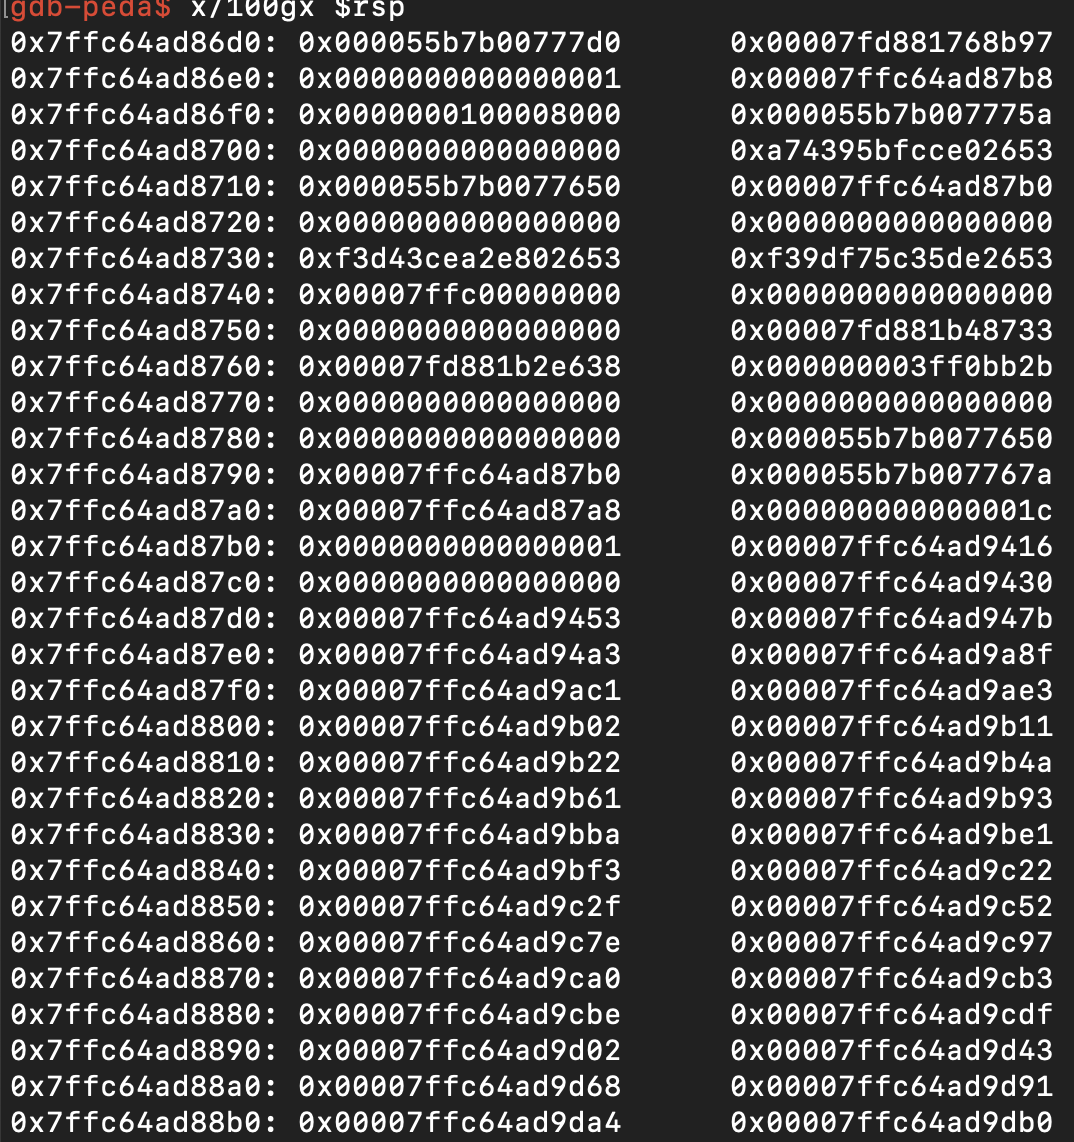 [gdb-peda$ x/100gx $rsp
0x7ffc64ad86d0: 0x000055b7b00777d0 0x00007fd881768b97
0x7ffc64ad86e0: 0x0000000000000001 0x00007ffc64ad87b8
0x7ffc64ad86f0: 0x0000000100008000 0x000055b7b007775a
0x7ffc64ad8700: 0x0000000000000000 0xa74395bfcce02653
0x7ffc64ad8710: 0x000055b7b0077650 0x00007ffc64ad87b0
0x7ffc64ad8720: 0x0000000000000000 0x0000000000000000
0x7ffc64ad8730: 0xf3d43cea2e802653 0xf39df75c35de2653
0x7ffc64ad8740: 0x00007ffc00000000 0x0000000000000000
0x7ffc64ad8750: 0x0000000000000000 0x00007fd881b48733
0x7ffc64ad8760: 0x00007fd881b2e638 0x000000003ff0bb2b
0x7ffc64ad8770: 0x0000000000000000 0x0000000000000000
0x7ffc64ad8780: 0x0000000000000000 0x000055b7b0077650
0x7ffc64ad8790: 0x00007ffc64ad87b0 0x000055b7b007767a
0x7ffc64ad87a0: 0x00007ffc64ad87a8 0x000000000000001c
0x7ffc64ad87b0: 0x0000000000000001 0x00007ffc64ad9416
0x7ffc64ad87c0: 0x0000000000000000 0x00007ffc64ad9430
0x7ffc64ad87d0: 0x00007ffc64ad9453 0x00007ffc64ad947b
0x7ffc64ad87e0: 0x00007ffc64ad94a3 0x00007ffc64ad9a8f
0x7ffc64ad87f0: 0x00007ffc64ad9ac1 0x00007ffc64ad9ae3
0x7ffc64ad8800: 0x00007ffc64ad9b02 0x00007ffc64ad9b11
0x7ffc64ad8810: 0x00007ffc64ad9b22 0x00007ffc64ad9b4a
0x7ffc64ad8820: 0x00007ffc64ad9b61 0x00007ffc64ad9b93
0x7ffc64ad8830: 0x00007ffc64ad9bba 0x00007ffc64ad9be1
0x7ffc64ad8840: 0x00007ffc64ad9bf3 0x00007ffc64ad9c22
0x7ffc64ad8850: 0x00007ffc64ad9c2f 0x00007ffc64ad9c52
0x7ffc64ad8860: 0x00007ffc64ad9c7e 0x00007ffc64ad9c97
0x7ffc64ad8870: 0x00007ffc64ad9ca0 0x00007ffc64ad9cb3
0x7ffc64ad8880: 0x00007ffc64ad9cbe 0x00007ffc64ad9cdf
0x7ffc64ad8890: 0x00007ffc64ad9d02 0x00007ffc64ad9d43
0x7ffc64ad88a0: 0x00007ffc64ad9d68 0x00007ffc64ad9d91
0x7ffc64ad88b0: 0x00007ffc64ad9da4 0x00007ffc64ad9db0